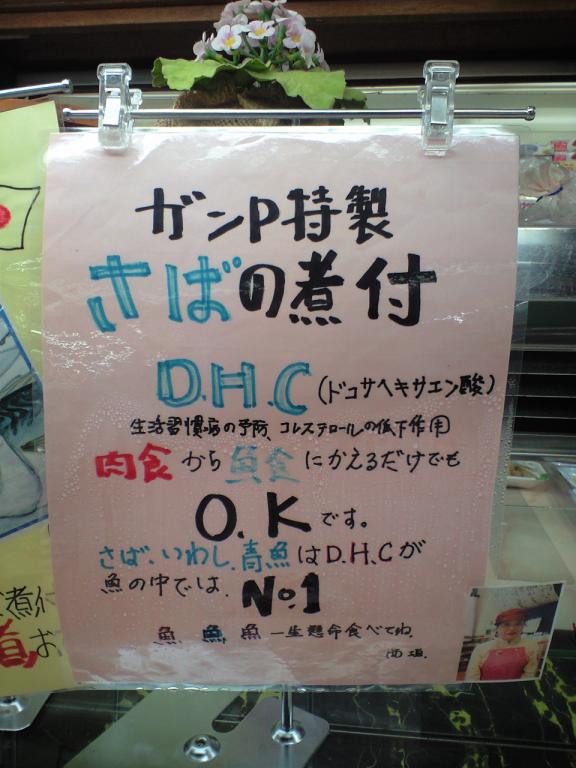 ガンP特製
さばの煮付
D.H.C(ドコサヘキサエン酸)
生活習慣病の予防、コレステロールの低下作用
肉食から魚食にかえるだけでも
O.Kです。
さば.いわし.青魚はD.H.Cが
魚の中では.No.1
魚 魚 魚 一生懸命食べてね.
煮付
お